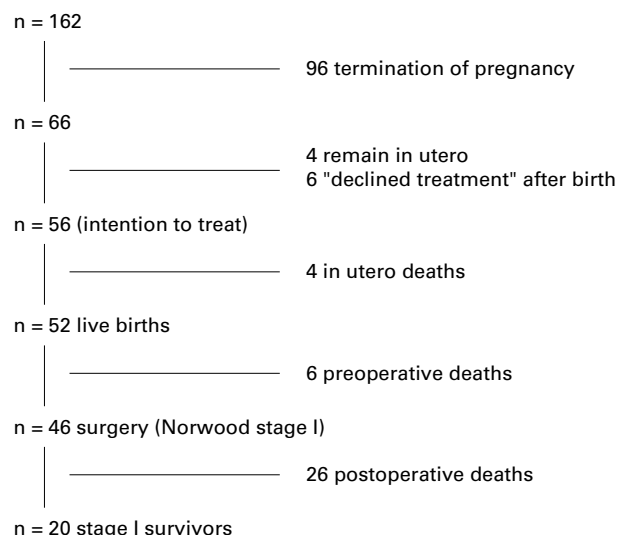 n = 162
96 termination of pregnancy
n = 66
4 remain in utero
6 "declined treatment" after birth
n = 56 (intention to treat)
4 in utero deaths
n = 52 live births
6 preoperative deaths
n = 46 surgery (Norwood stage I)
26 postoperative deaths
n = 20 stage I survivors